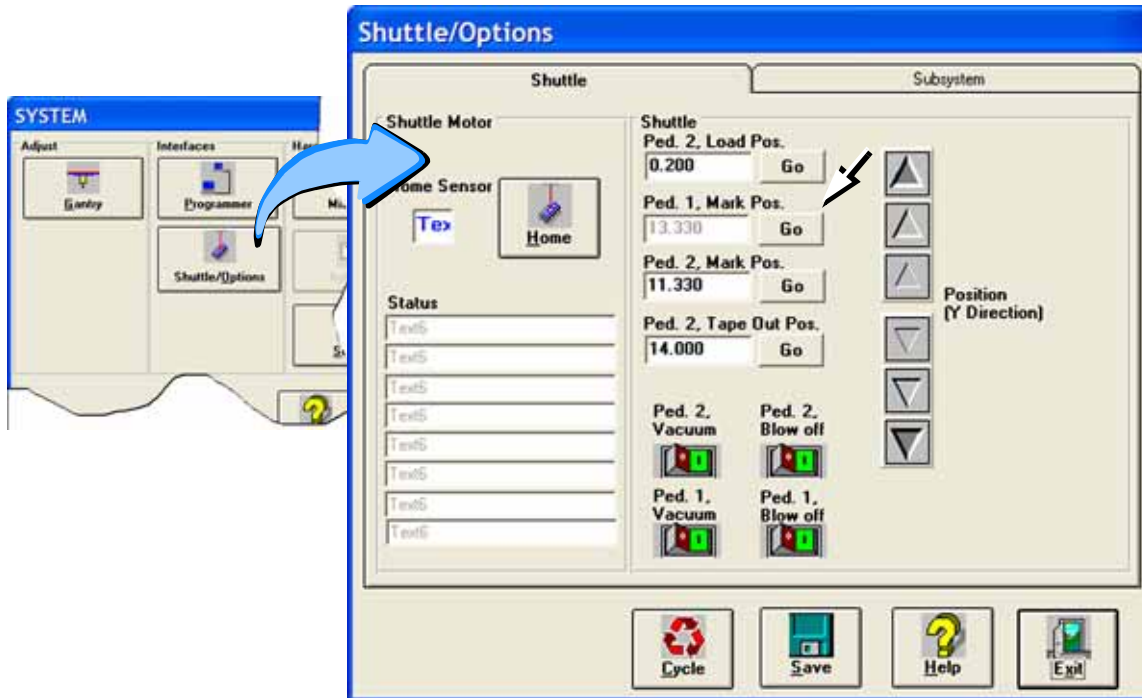 SYSTEM
Adjust
Gantry
Interfaces
Programmer
Shuttle/Options
Shuttle/Options
Shuttle
Subsystem
Shuttle Motor
Home Sensor
Tex
Home
Status
Text6
Text6
Text6
Text6
Text6
Text6
Text6
Text6
Shuttle
Ped. 2, Load Pos.
0.200
Go
Ped. 1, Mark Pos.
13.330
Go
Ped. 2, Mark Pos.
11.330
Go
Ped. 2, Tape Out Pos.
14.000
Go
Position
(Y Direction)
Ped. 2,
Vacuum
Ped. 2,
Blow off
Ped. 1,
Vacuum
Ped. 1,
Blow off
Cycle
Save
Help
Exit